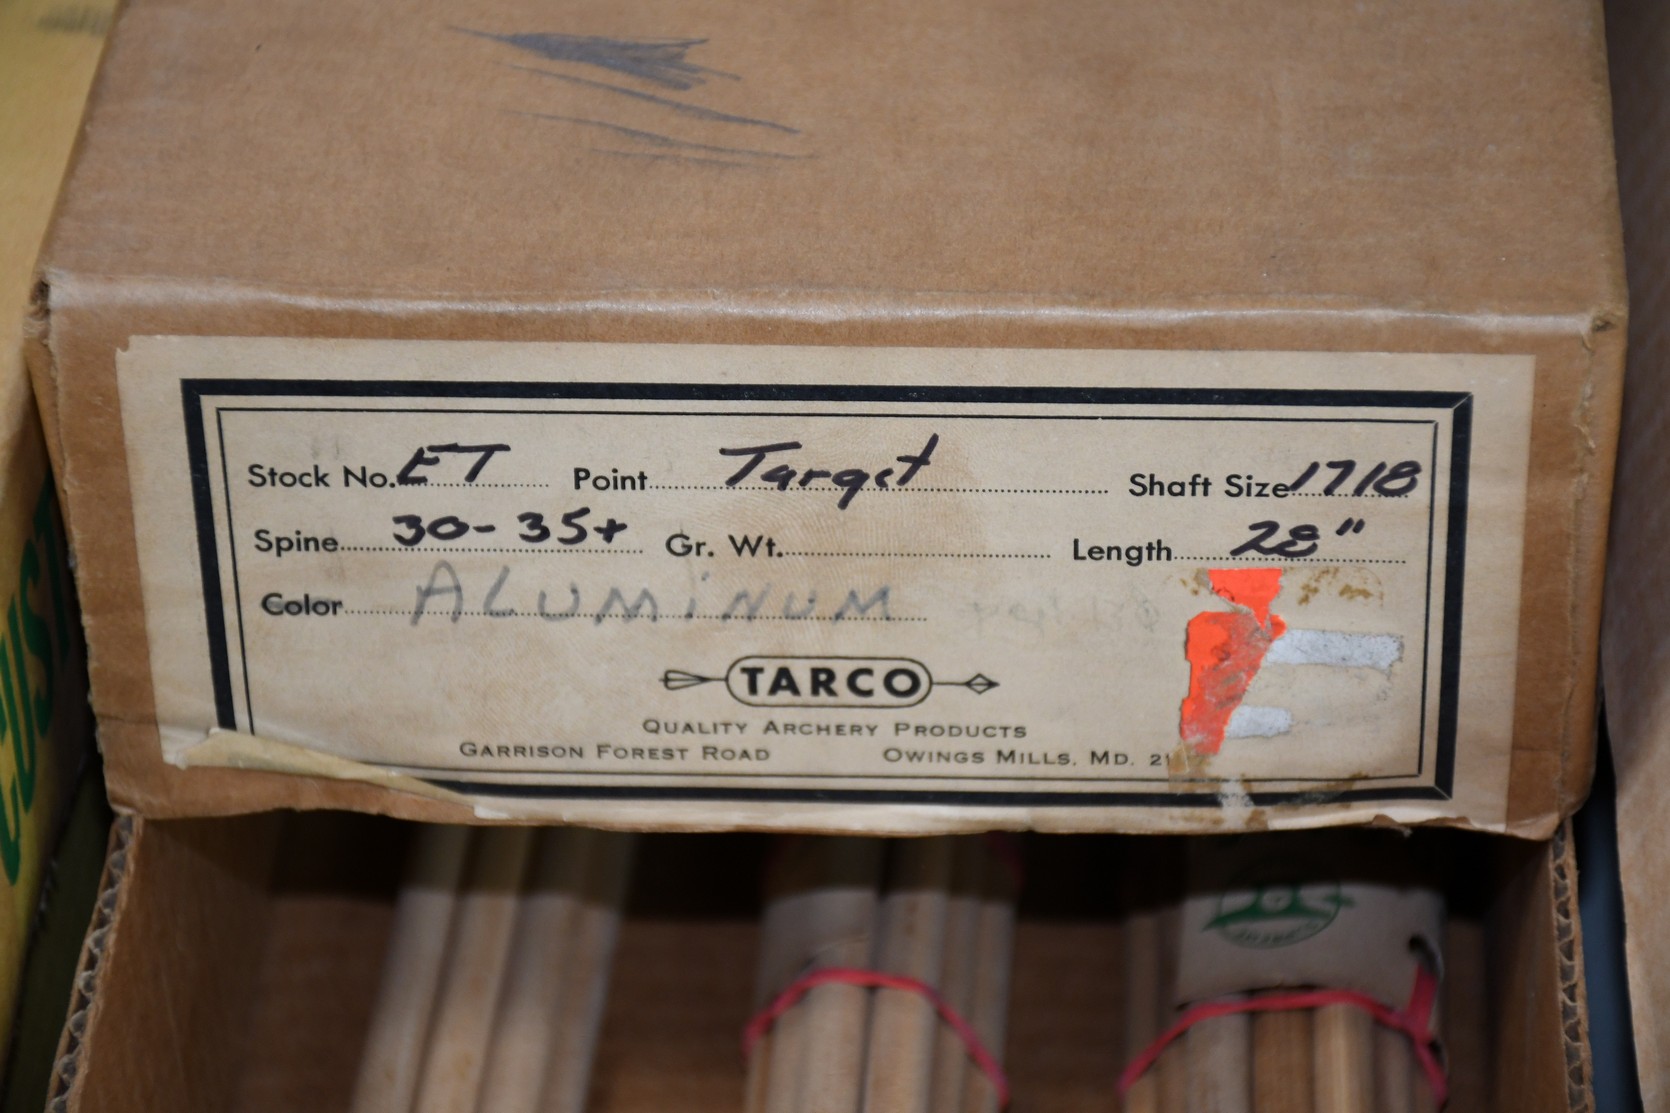 Stock No. ET Point Target Shaft Size 1718
Spine 30-35+ Gr. Wt. Length 28"
Color ALUMiNUM
TARCO
QUALITY ARCHERY PRODUCTS
GARRISON FOREST ROAD OWINGS MILLS, MD.
CUST